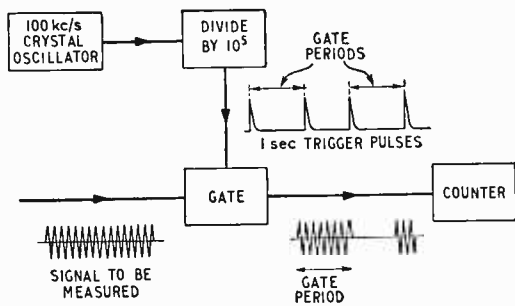 100 kc/s
CRYSTAL
OSCILLATOR
DIVIDE
BY 10⁵
GATE
PERIODS
1 sec TRIGGER PULSES
GATE
COUNTER
SIGNAL TO BE
MEASURED
GATE
PERIOD